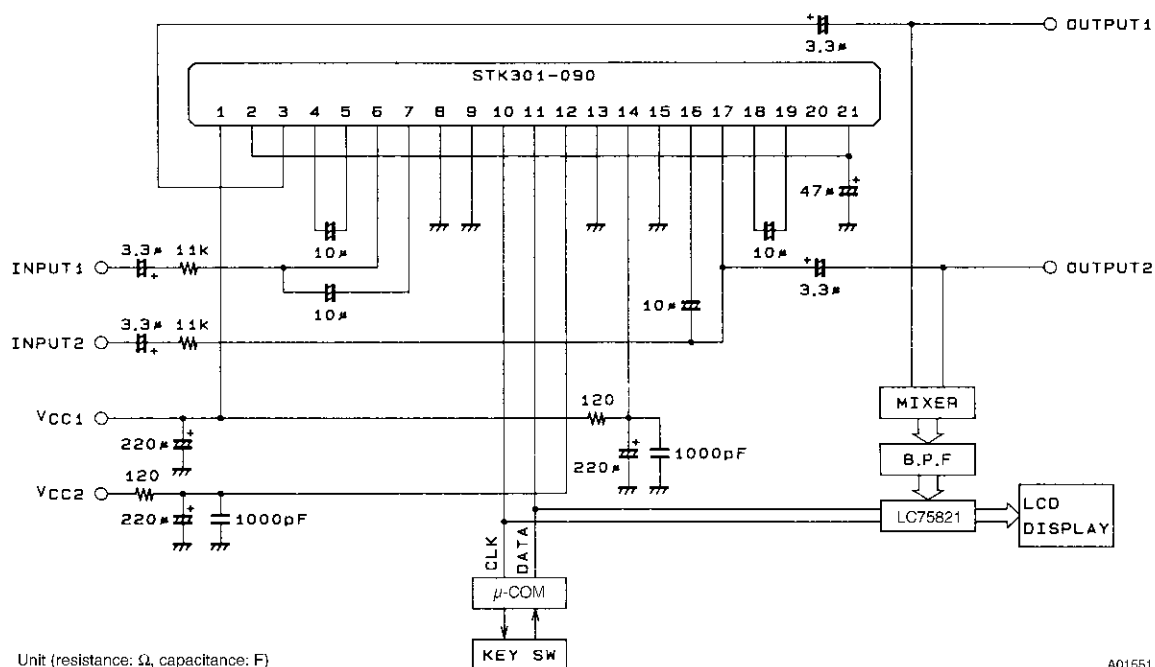 OUTPUT1
+
3.3μ
STK301-090
1 2 3 4 5 6 7 8 9 10 11 12 13 14 15 16 17 18 19 20 21
47μ +
10μ
10μ
3.3μ 11k
INPUT1
+
10μ
+
3.3μ
OUTPUT2
10μ
3.3μ 11k
INPUT2
+
MIXER
120
VCC1
220μ +
220μ +
1000pF
B.P.F
120
VCC2
220μ +
1000pF
LC75821
LCD
DISPLAY
CLK
DATA
μ-COM
KEY SW
Unit (resistance: Ω, capacitance: F)
A01551